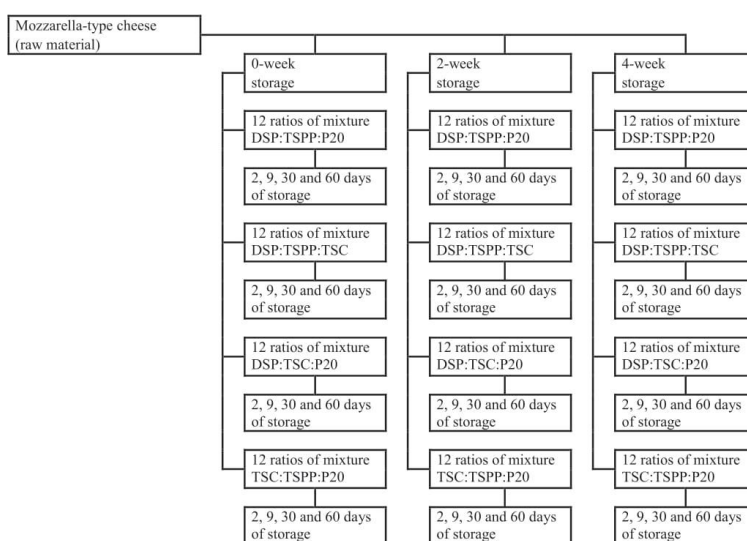 Mozzarella-type cheese
(raw material)
0-week
storage
2-week
storage
4-week
storage
12 ratios of mixture
DSP:TSPP:P20
12 ratios of mixture
DSP:TSPP:P20
12 ratios of mixture
DSP:TSPP:P20
2, 9, 30 and 60 days
of storage
2, 9, 30 and 60 days
of storage
2, 9, 30 and 60 days
of storage
12 ratios of mixture
DSP:TSPP:TSC
12 ratios of mixture
DSP:TSPP:TSC
12 ratios of mixture
DSP:TSPP:TSC
2, 9, 30 and 60 days
of storage
2, 9, 30 and 60 days
of storage
2, 9, 30 and 60 days
of storage
12 ratios of mixture
DSP:TSC:P20
12 ratios of mixture
DSP:TSC:P20
12 ratios of mixture
DSP:TSC:P20
2, 9, 30 and 60 days
of storage
2, 9, 30 and 60 days
of storage
2, 9, 30 and 60 days
of storage
12 ratios of mixture
TSC:TSPP:P20
12 ratios of mixture
TSC:TSPP:P20
12 ratios of mixture
TSC:TSPP:P20
2, 9, 30 and 60 days
of storage
2, 9, 30 and 60 days
of storage
2, 9, 30 and 60 days
of storage